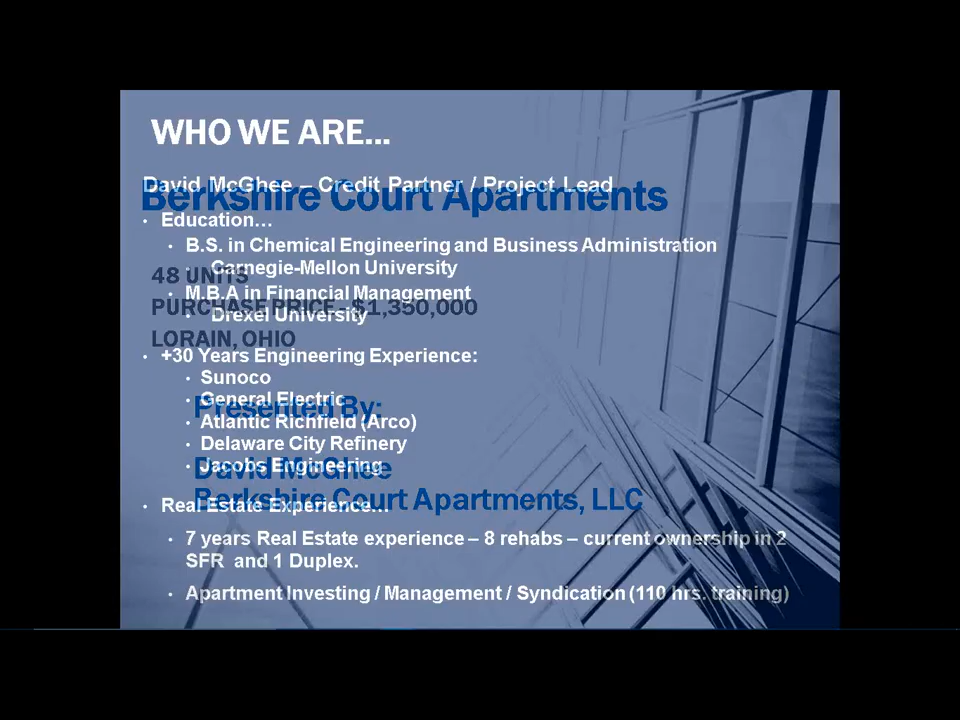 WHO WE ARE...
David McGhee – Credit Partner / Project Lead
Berkshire Court Apartments
• Education…
• B.S. in Chemical Engineering and Business Administration
• Carnegie-Mellon University
48 UNITS
• M.B.A in Financial Management
PURCHASE PRICE - $1,350,000
• Drexel University
LORAIN, OHIO
• +30 Years Engineering Experience:
• Sunoco
• General Electric
Presented By:
• Atlantic Richfield (Arco)
• Delaware City Refinery
• Jacobs Engineering
David McGhee
Berkshire Court Apartments, LLC
• Real Estate Experience…
• 7 years Real Estate experience – 8 rehabs – current ownership in 2
SFR and 1 Duplex.
• Apartment Investing / Management / Syndication (110 hrs. training)